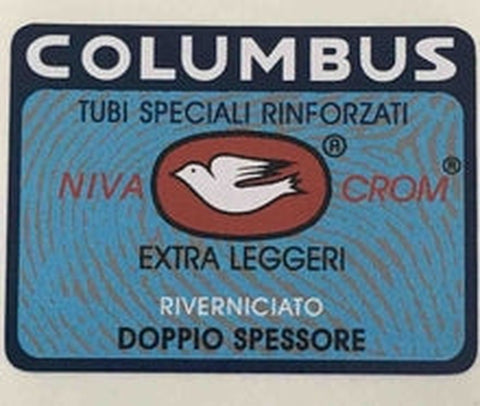 COLUMBUS
TUBI SPECIALI RINFORZATI
®
NIVA CROM®
EXTRA LEGGERI
RIVERNICIATO
DOPPIO SPESSORE